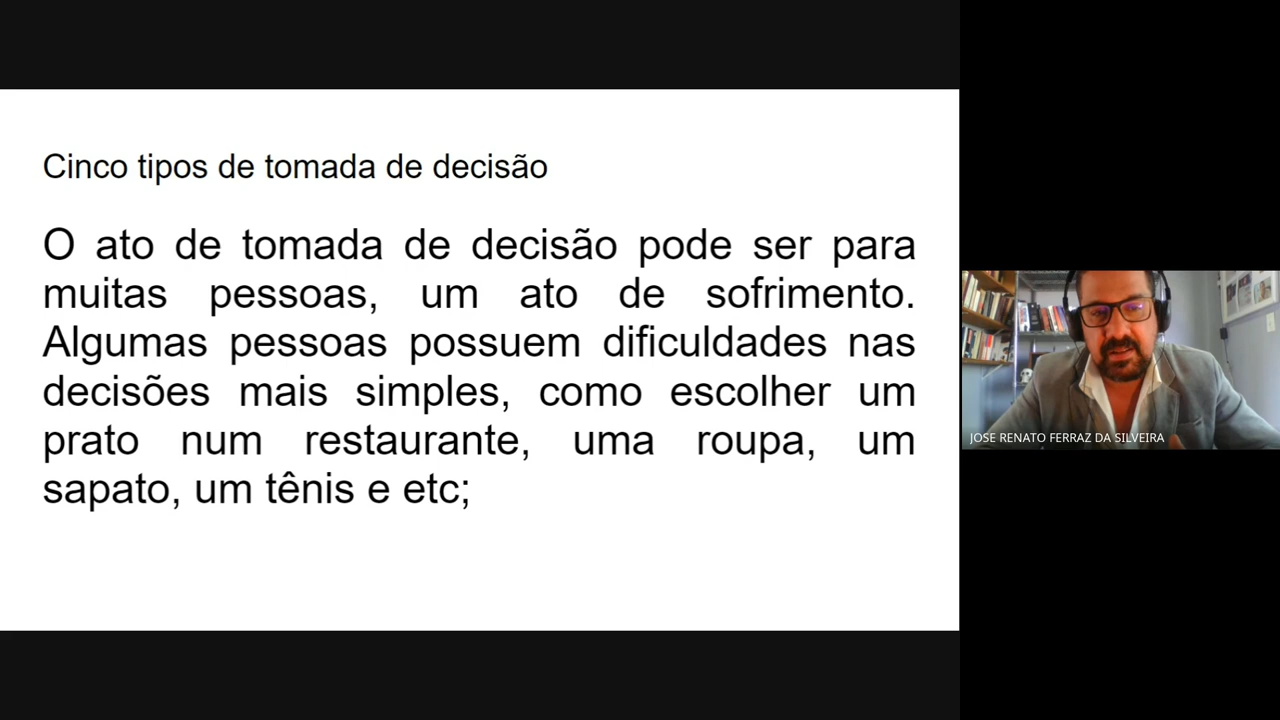 Cinco tipos de tomada de decisão
O ato de tomada de decisão pode ser para
muitas pessoas, um ato de sofrimento.
Algumas pessoas possuem dificuldades nas
decisões mais simples, como escolher um
prato num restaurante, uma roupa, um
sapato, um tênis e etc;
JOSE RENATO FERRAZ DA SILVEIRA